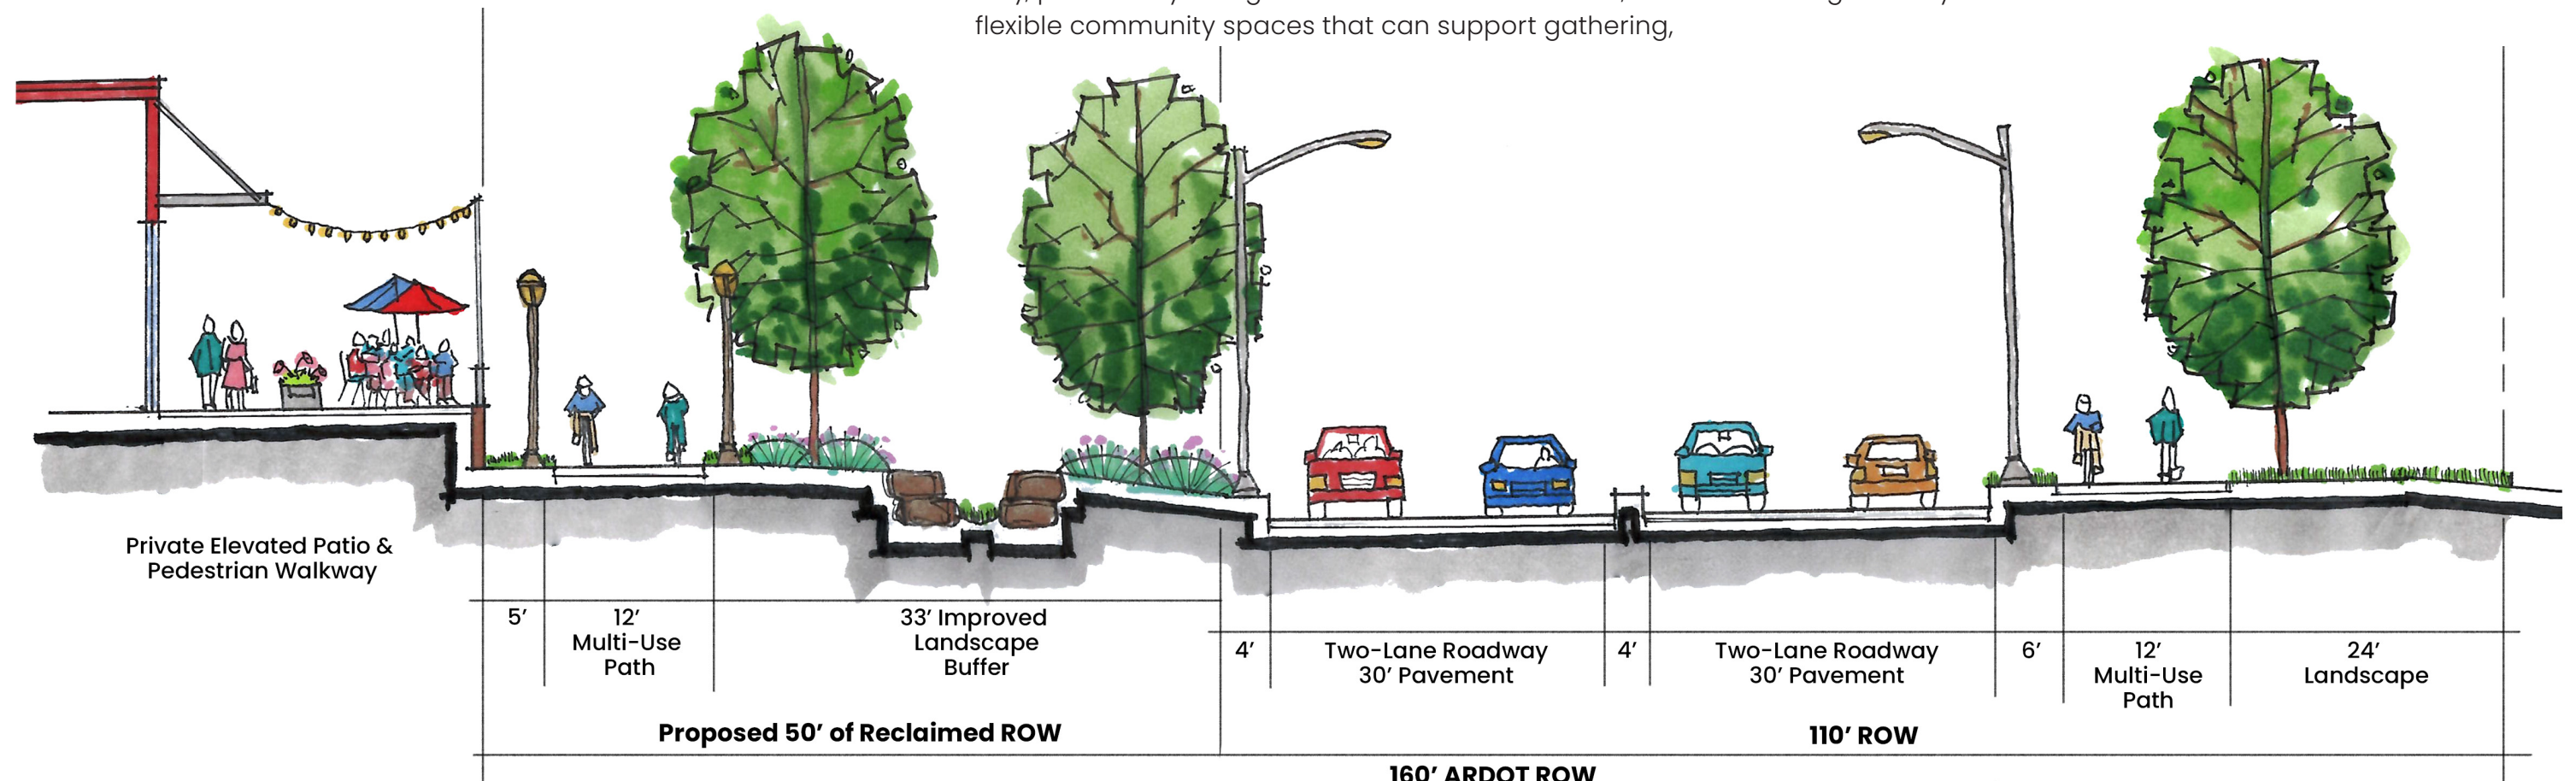 flexible community spaces that can support gathering,
Private Elevated Patio &
Pedestrian Walkway
5’
12’
Multi-Use
Path
33’ Improved
Landscape
Buffer
4’
Two-Lane Roadway
30’ Pavement
4’
Two-Lane Roadway
30’ Pavement
6’
12’
Multi-Use
Path
24’
Landscape
Proposed 50’ of Reclaimed ROW
110’ ROW
160’ ARDOT ROW